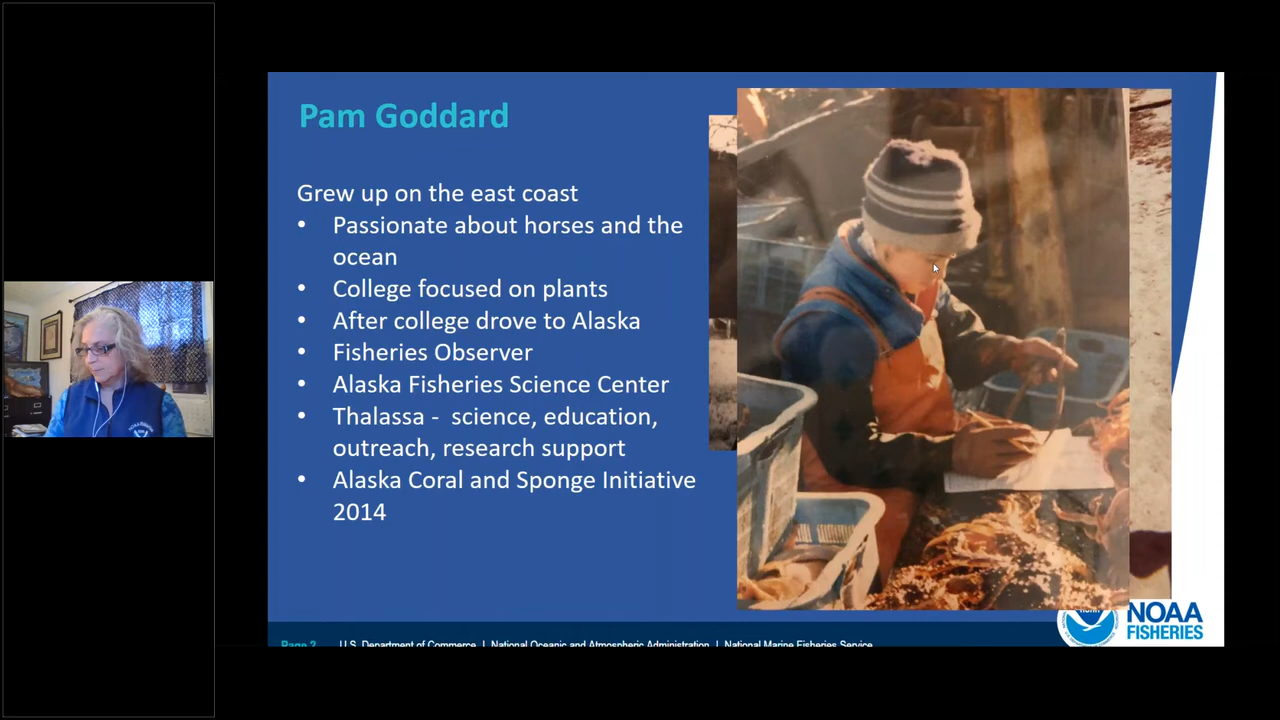 Pam Goddard
Grew up on the east coast
• Passionate about horses and the
ocean
• College focused on plants
• After college drove to Alaska
• Fisheries Observer
• Alaska Fisheries Science Center
• Thalassa - science, education,
outreach, research support
• Alaska Coral and Sponge Initiative
2014
NOAA
FISHERIES
Page 2 U.S. Department of Commerce | National Oceanic and Atmospheric Administration | National Marine Fisheries Service